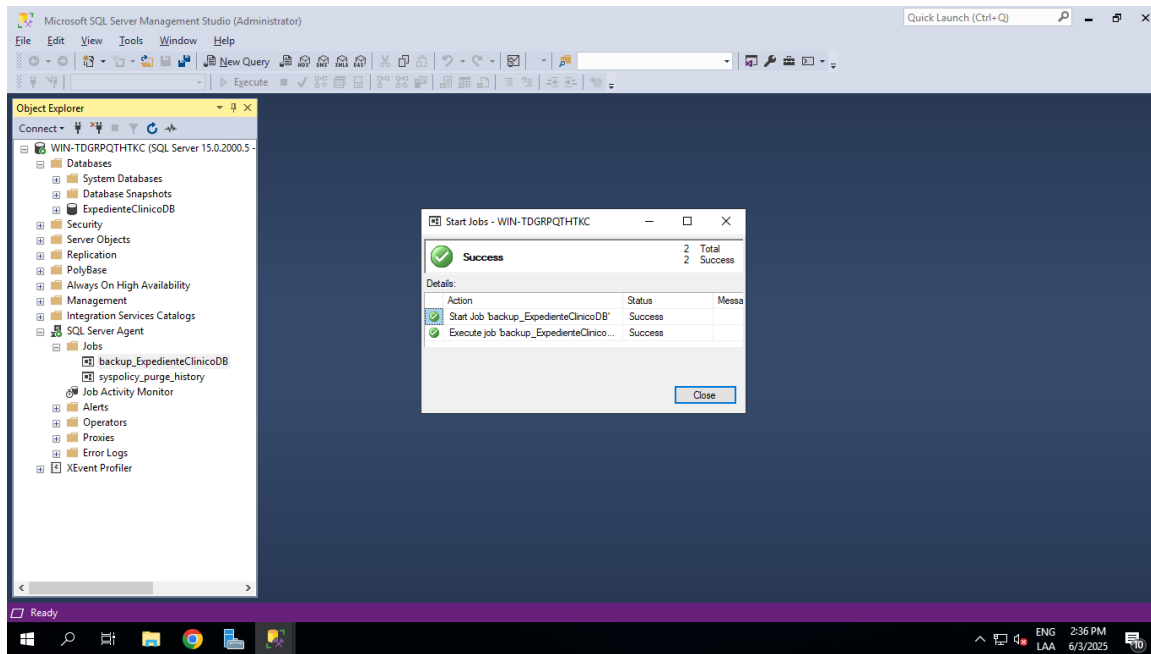 Microsoft SQL Server Management Studio (Administrator)
Quick Launch (Ctrl+Q)
File Edit View Tools Window Help
New Query
Execute
Object Explorer
Connect
WIN-TDGRPQTHTKC (SQL Server 15.0.2000.5 -
Databases
System Databases
Database Snapshots
ExpedienteClinicoDB
Security
Server Objects
Replication
PolyBase
Always On High Availability
Management
Integration Services Catalogs
SQL Server Agent
Jobs
backup_ExpedienteClinicoDB
syspolicy_purge_history
Job Activity Monitor
Alerts
Operators
Proxies
Error Logs
XEvent Profiler
Start Jobs - WIN-TDGRPQTHTKC
Success
2 Total
2 Success
Details:
Action Status Messa
Start Job 'backup_ExpedienteClinicoDB' Success
Execute job 'backup_ExpedienteClinico... Success
Close
Ready
ENG 2:36 PM
LAA 6/3/2025